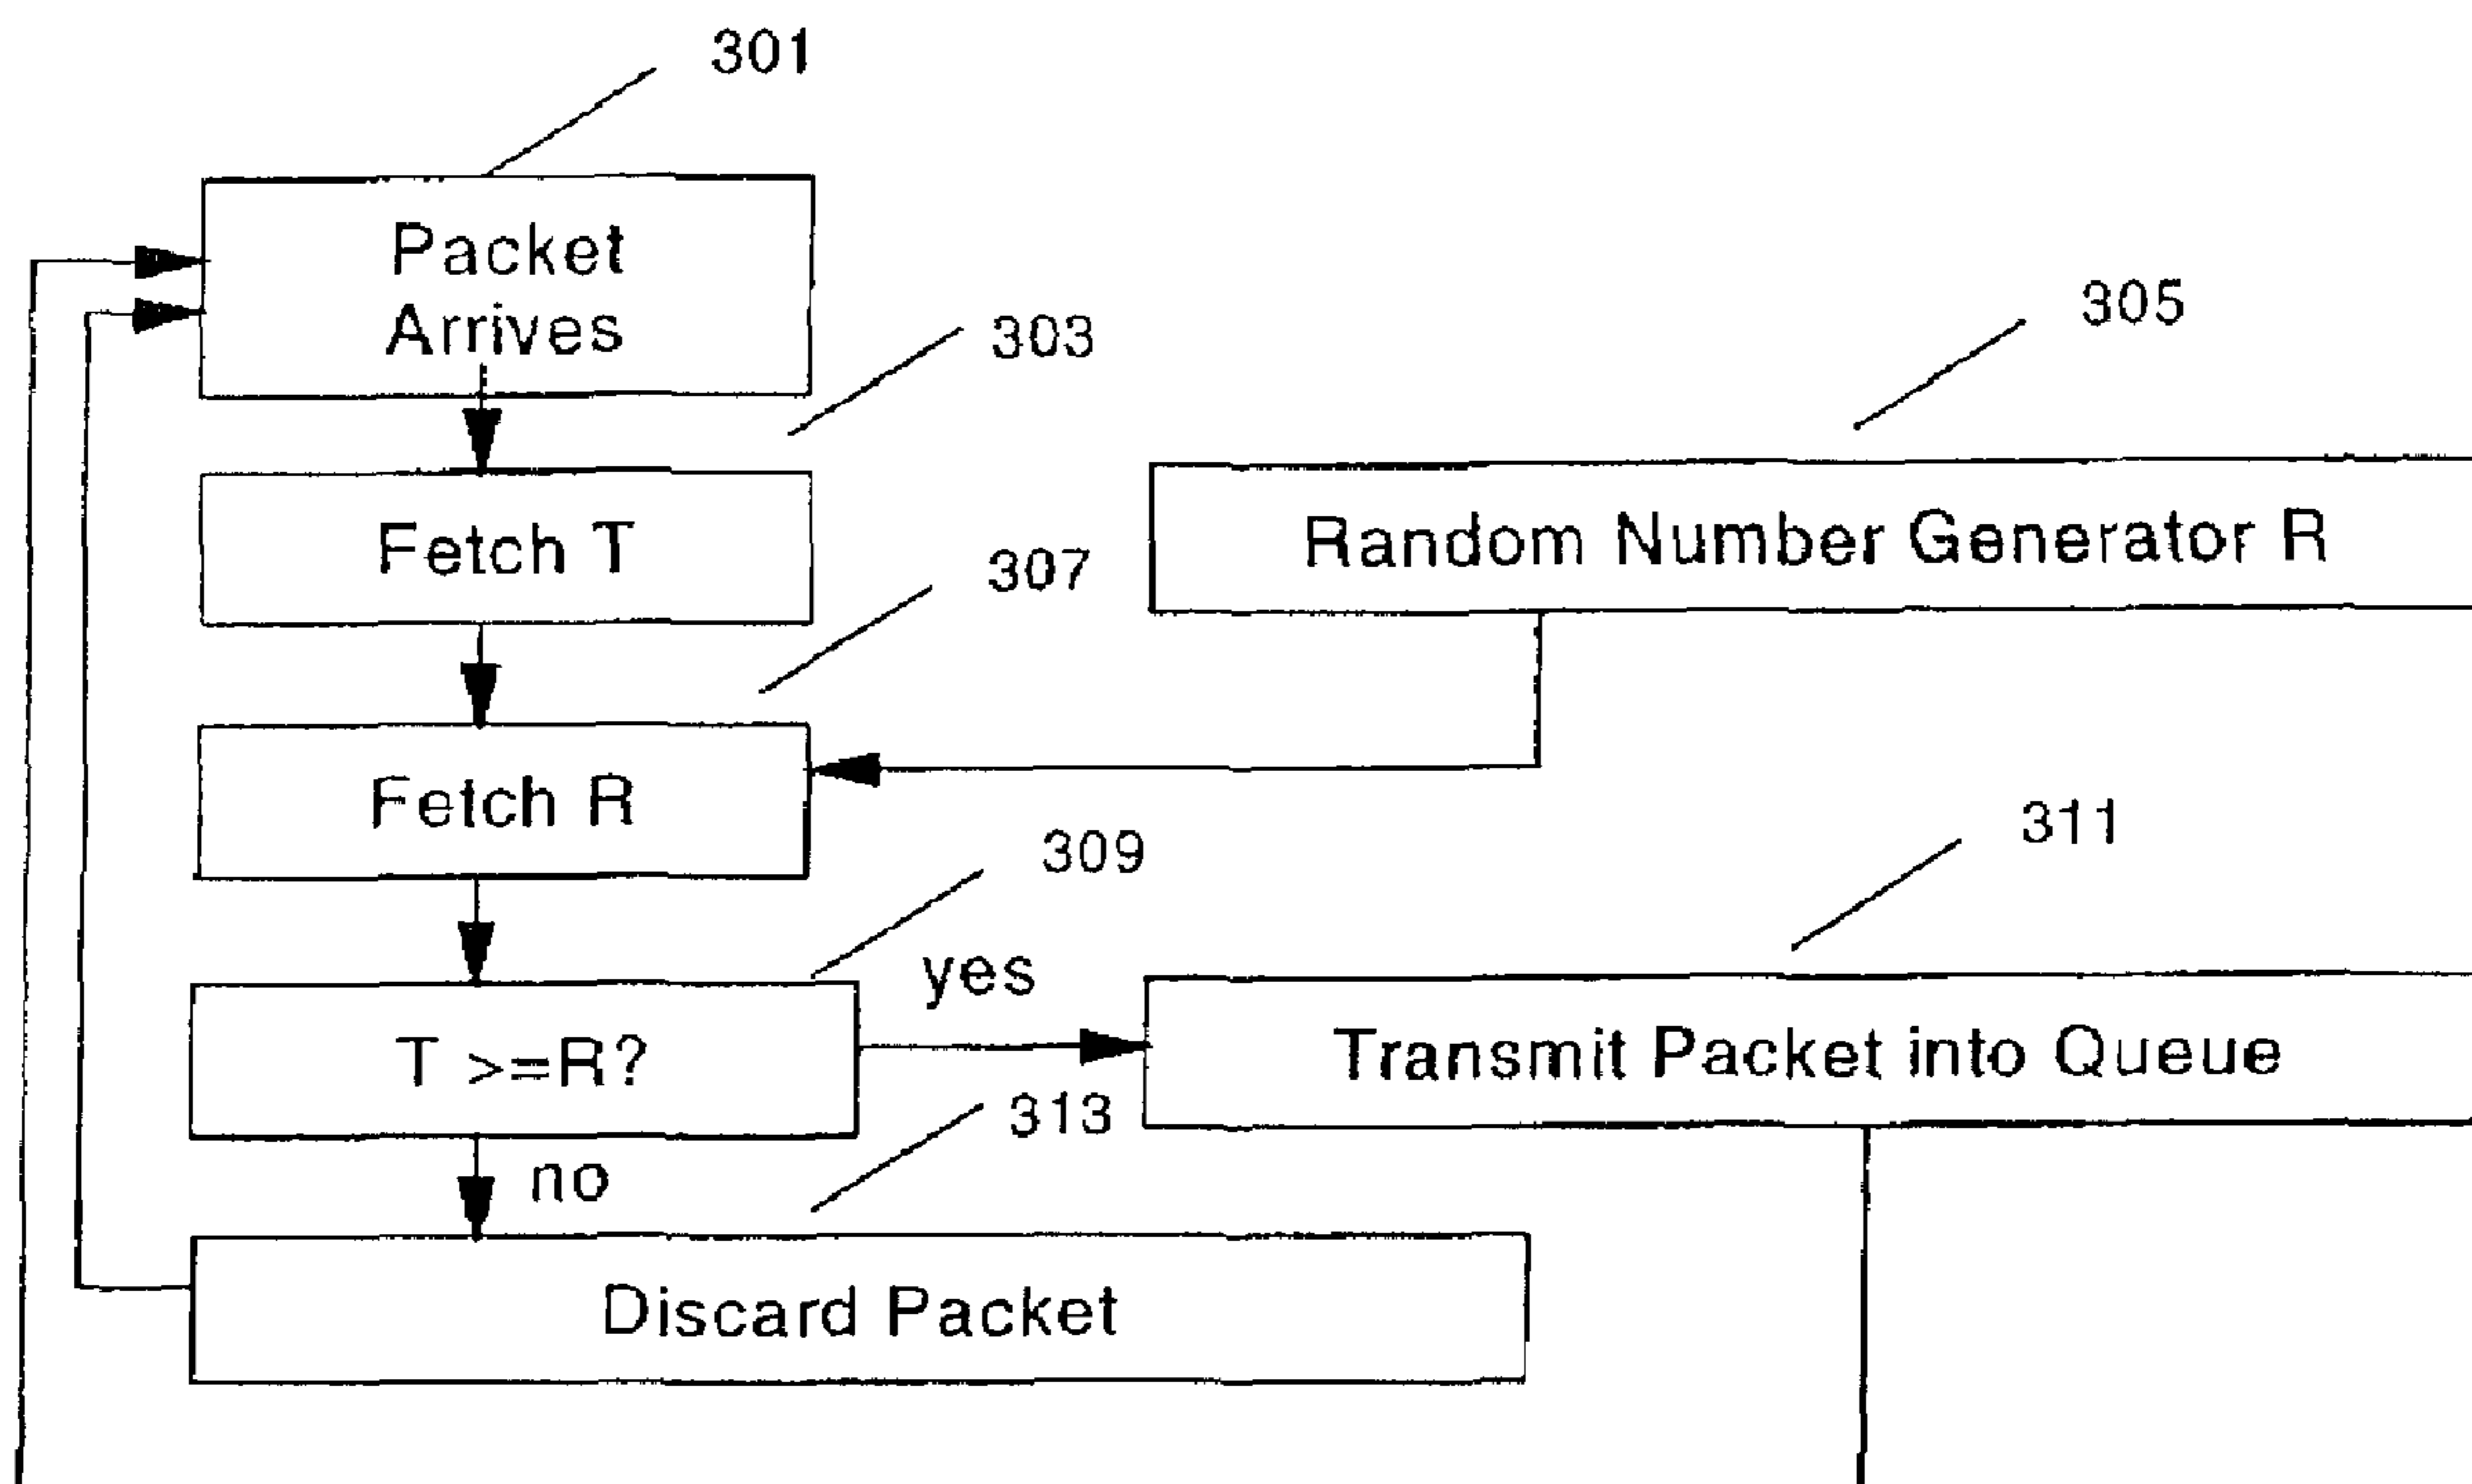 301
Packet
Arrives
303
305
Fetch T
Random Number Generator R
307
Fetch R
309
311
yes
T >=R?
Transmit Packet into Queue
313
no
Discard Packet